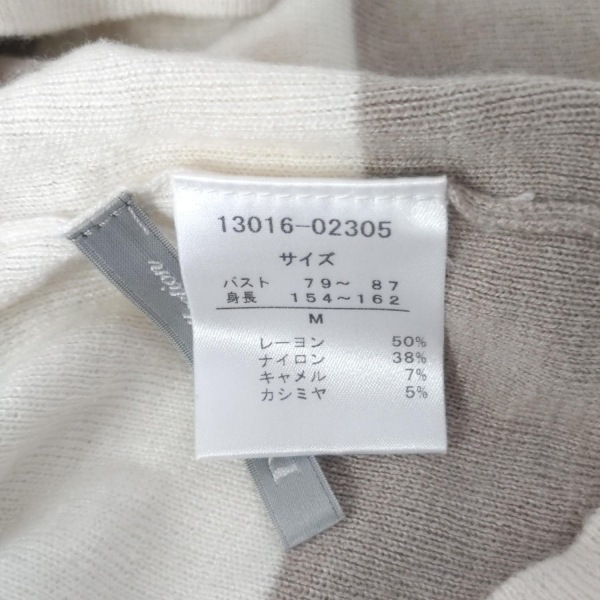 13016-02305
サイズ
バスト 79~ 87
身長 154~162
M
レーヨン 50%
ナイロン 38%
キャメル 7%
カシミヤ 5%